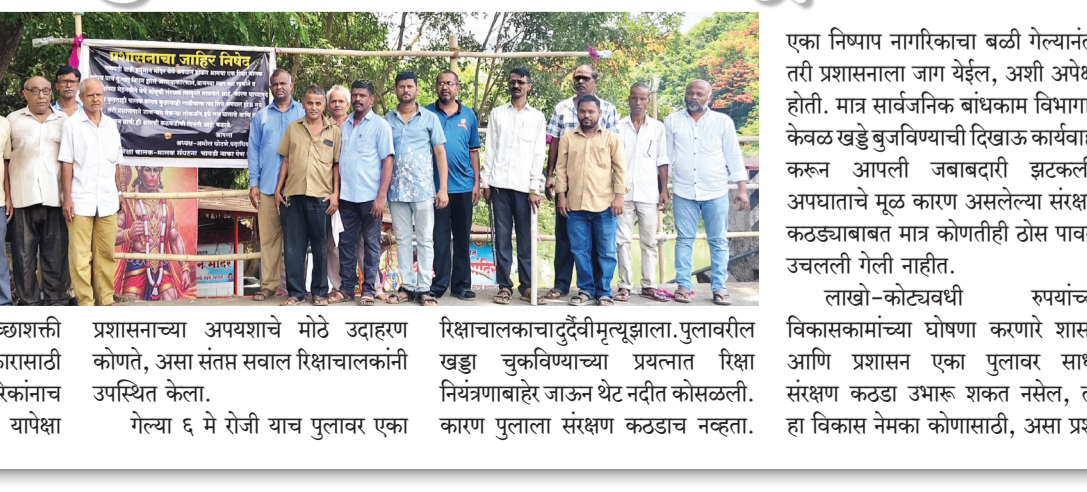 प्रशासनाचा जाहिर निषेद
आपला
च्छाशक्ती
कारासाठी
रेकांनाच
यापेक्षा
प्रशासनाच्या अपयशाचे मोठे उदाहरण
कोणते, असा संतप्त सवाल रिक्षाचालकांनी
उपस्थित केला.
गेल्या ६ मे रोजी याच पुलावर एका
रिक्षाचालकाचा दुर्दैवी मृत्यू झाला. पुलावरील
खड्डा चुकविण्याच्या प्रयत्नात रिक्षा
नियंत्रणाबाहेर जाऊन थेट नदीत कोसळली.
कारण पुलाला संरक्षण कठडाच नव्हता.
एका निष्पाप नागरिकाचा बळी गेल्यानं
तरी प्रशासनाला जाग येईल, अशी अपे
होती. मात्र सार्वजनिक बांधकाम विभागा
केवळ खड्डे बुजविण्याची दिखाऊ कार्यवा
करून आपली जबाबदारी झटकली
अपघाताचे मूळ कारण असलेल्या संरक्ष
कठड्याबाबत मात्र कोणतीही ठोस पाव
उचलली गेली नाहीत.
लाखो-कोट्यवधी रुपयांच्
विकासकामांच्या घोषणा करणारे शास
आणि प्रशासन एका पुलावर सा
संरक्षण कठडा उभारू शकत नसेल,
हा विकास नेमका कोणासाठी, असा प्र